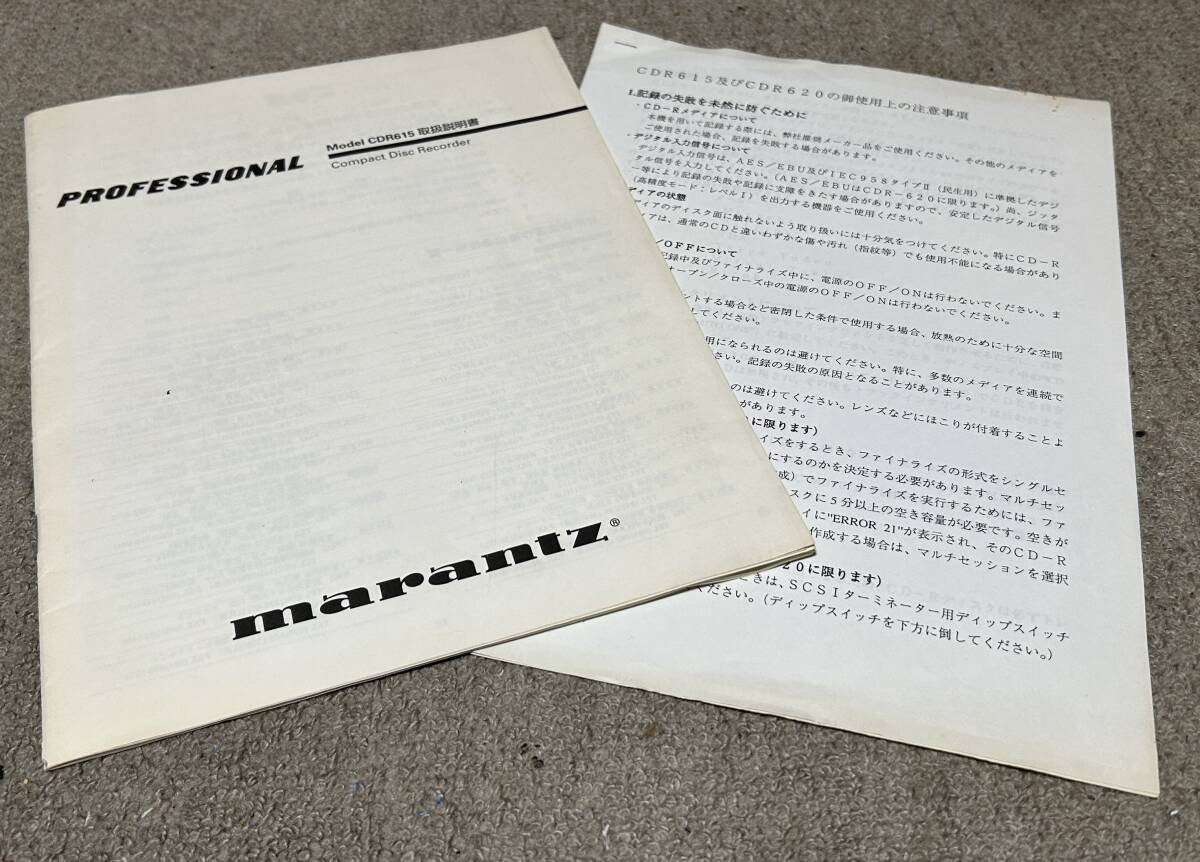 PROFESSIONAL
Model CDR615 取扱説明書
Compact Disc Recorder
marantz®
CDR615及びCDR620の御使用上の注意事項
1.記録の失敗を未然に防ぐために
・CD−Rメディアについて
本機を用いて記録する際には、弊社推奨メーカー品をご使用ください。その他のメディアを
ご使用された場合、記録を失敗する場合があります。
・デジタル入力信号について
デジタル入力信号は、AES/EBU及びIEC958タイプⅡ(民生用)に準拠したデジ
タル信号を入力してください。(AES/EBUはCDR−620に限ります。)尚、ジッタ
ー等により記録の失敗や記録に支障をきたす場合がありますので、安定したデジタル信号
(高精度モード:レベルⅠ)を出力する機器をご使用ください。
ディアの状態
ディアのディスク面に触れないよう取り扱いには十分気をつけてください。特にCD−R
ィアは、通常のCDと違いわずかな傷や汚れ(指紋等)でも使用不能になる場合があり
/OFFについて
記録中及びファイナライズ中に、電源のOFF/ONは行わないでください。ま
オープン/クローズ中の電源のOFF/ONは行わないでください。
ントする場合など密閉した条件で使用する場合、放熱のために十分な空間
してください。
用になられるのは避けてください。特に、多数のメディアを連続で
さい。記録の失敗の原因となることがあります。
のは避けてください。レンズなどにほこりが付着することよ
があります。
に限ります)
イズをするとき、ファイナライズの形式をシングルセ
にするのかを決定する必要があります。マルチセッ
成)でファイナライズを実行するためには、ファ
スクに5分以上の空き容量が必要です。空きが
イに"ERROR 21"が表示され、そのCD−R
作成する場合は、マルチセッションを選択
20に限ります)
ときは、SCSIターミネーター用ディップスイッチ
ください。(ディップスイッチを下方に倒してください。)